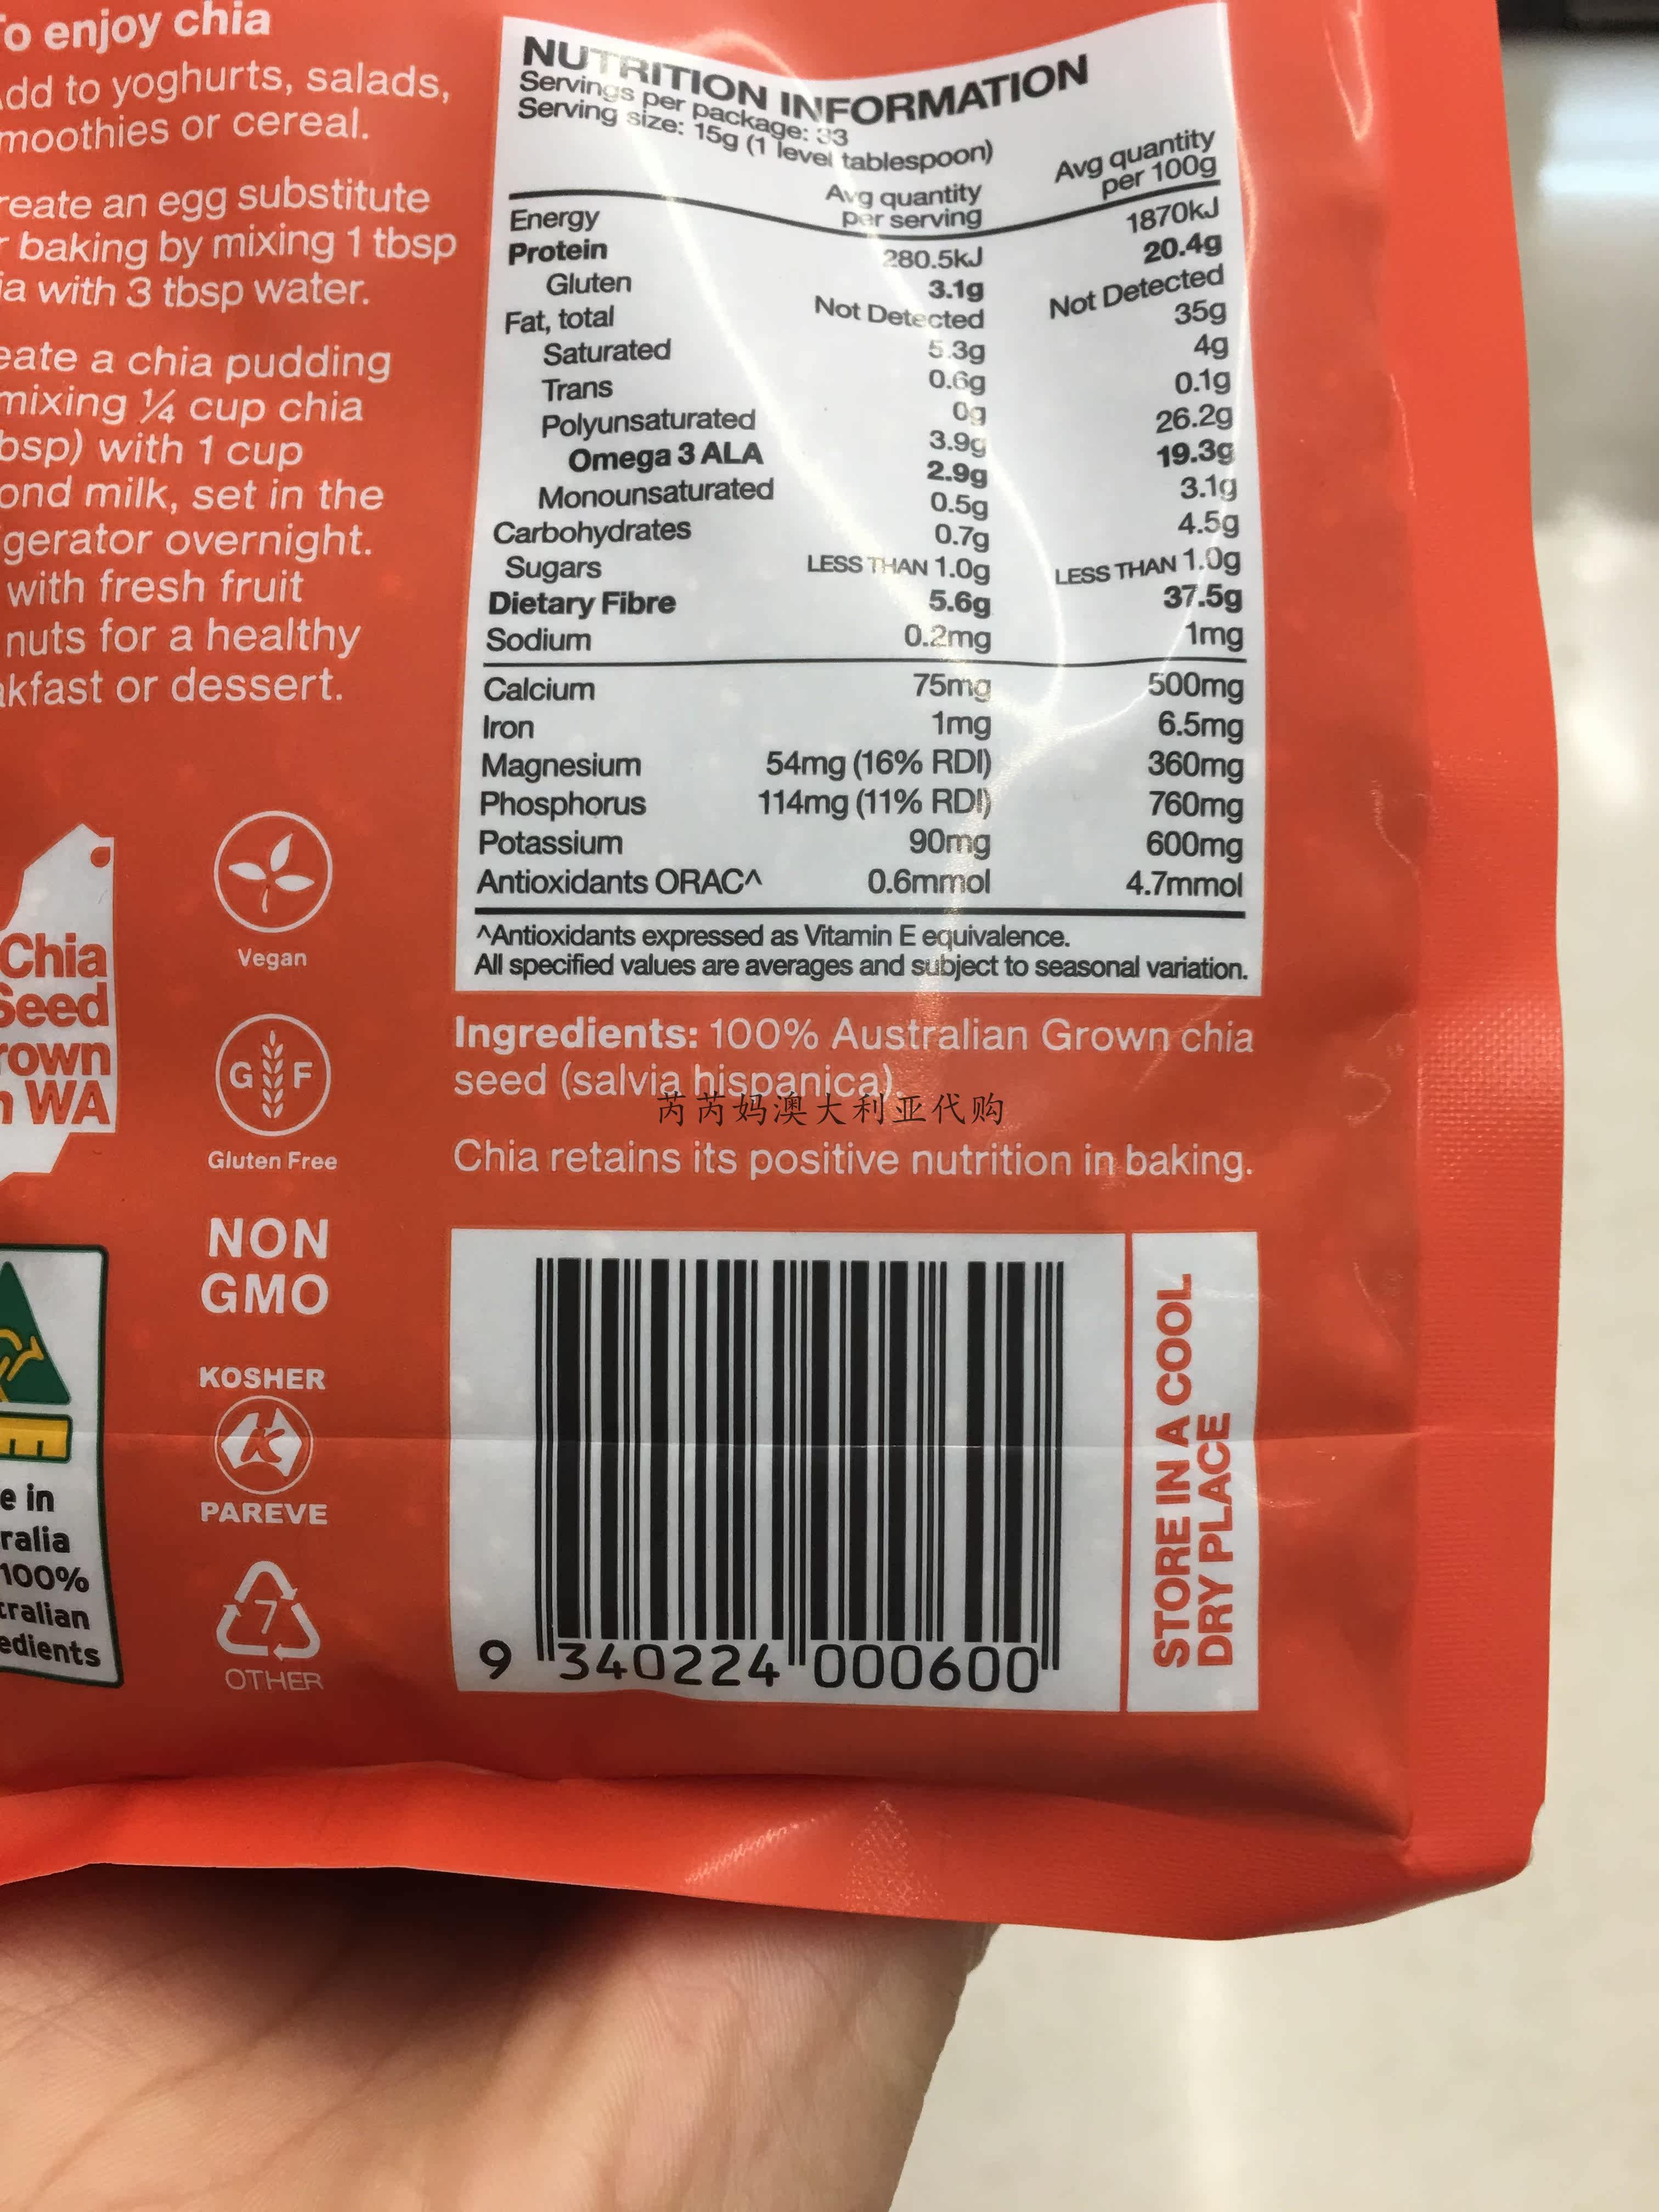 To enjoy chia
Add to yoghurts, salads,
smoothies or cereal.
reate an egg substitute
r baking by mixing 1 tbsp
ia with 3 tbsp water.
eate a chia pudding
mixing ¼ cup chia
bsp) with 1 cup
ond milk, set in the
gerator overnight.
with fresh fruit
nuts for a healthy
akfast or dessert.
Chia
Seed
rown
n WA
E
e in
ralia
100%
tralian
edients
Vegan
G F
Gluten Free
NON
GMO
KOSHER
K
PAREVE
7
OTHER
NUTRITION INFORMATION
Servings per package: 33
Serving size: 15g (1 level tablespoon)
Avg quantity per serving Avg quantity per 100g
Energy 280.5kJ 1870kJ
Protein 3.1g 20.4g
Gluten Not Detected Not Detected
Fat, total 5.3g 35g
Saturated 0.6g 4g
Trans 0g 0.1g
Polyunsaturated 3.9g 26.2g
Omega 3 ALA 2.9g 19.3g
Monounsaturated 0.5g 3.1g
Carbohydrates 0.7g 4.5g
Sugars LESS THAN 1.0g LESS THAN 1.0g
Dietary Fibre 5.6g 37.5g
Sodium 0.2mg 1mg
Calcium 75mg 500mg
Iron 1mg 6.5mg
Magnesium 54mg (16% RDI) 360mg
Phosphorus 114mg (11% RDI) 760mg
Potassium 90mg 600mg
Antioxidants ORAC^ 0.6mmol 4.7mmol
^Antioxidants expressed as Vitamin E equivalence.
All specified values are averages and subject to seasonal variation.
Ingredients: 100% Australian Grown chia
seed (salvia hispanica).
芮芮妈澳大利亚代购
Chia retains its positive nutrition in baking.
9 340224 000600
STORE IN A COOL
DRY PLACE